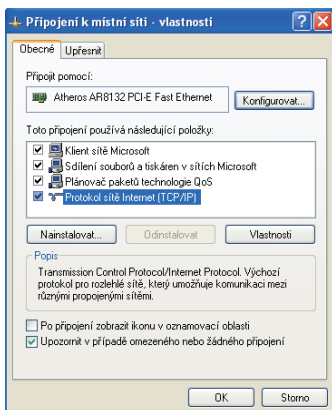 Připojení k místní síti - vlastnosti
Obecné Upřesnit
Připojit pomocí:
Atheros AR8132 PCI-E Fast Ethernet
Konfigurovat...
Toto připojení používá následující položky:
Klient sítě Microsoft
Sdílení souborů a tiskáren v sítích Microsoft
Plánovač paketů technologie QoS
Protokol sítě Internet (TCP/IP)
Nainstalovat... Odinstalovat Vlastnosti
Popis
Transmission Control Protocol/Internet Protocol. Výchozí
protokol pro rozlehlé sítě, který umožňuje komunikaci mezi
různými propojenými sítěmi.
Po připojení zobrazit ikonu v oznamovací oblasti
Upozornit v případě omezeného nebo žádného připojení
OK Storno